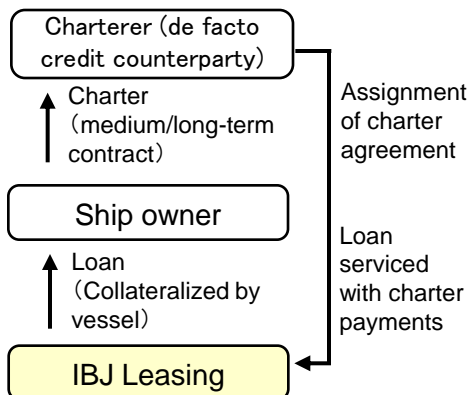 Charterer（de facto
credit counterparty）
Charter
（medium/long-term
contract）
Assignment
of charter
agreement
Ship owner
Loan
（Collateralized by
vessel）
Loan
serviced
with charter
payments
IBJ Leasing